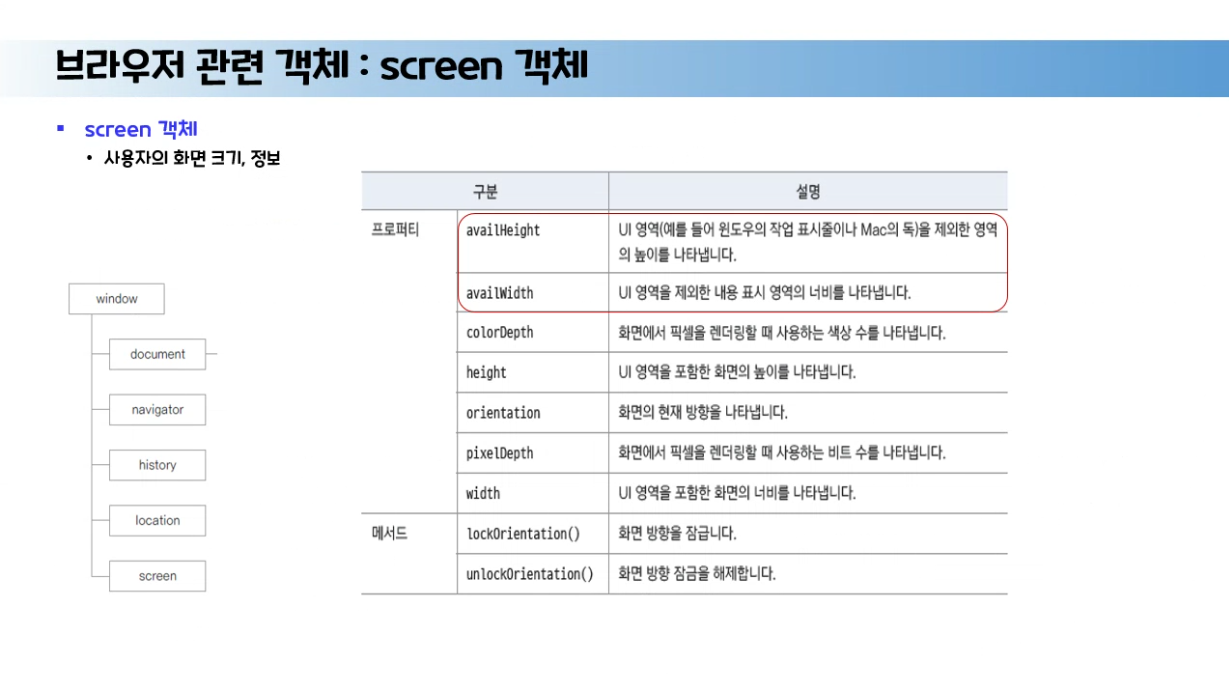 브라우저 관련 객체 : screen 객체
screen 객체
사용자의 화면 크기, 정보
window
document
navigator
history
location
screen
구분 설명
프로퍼티 availHeight UI 영역(예를 들어 윈도우의 작업 표시줄이나 Mac의 독)을 제외한 영역
의 높이를 나타냅니다.
availWidth UI 영역을 제외한 내용 표시 영역의 너비를 나타냅니다.
colorDepth 화면에서 픽셀을 렌더링할 때 사용하는 색상 수를 나타냅니다.
height UI 영역을 포함한 화면의 높이를 나타냅니다.
orientation 화면의 현재 방향을 나타냅니다.
pixelDepth 화면에서 픽셀을 렌더링할 때 사용하는 비트 수를 나타냅니다.
width UI 영역을 포함한 화면의 너비를 나타냅니다.
메서드 lockOrientation() 화면 방향을 잠급니다.
unlockOrientation() 화면 방향 잠금을 해제합니다.